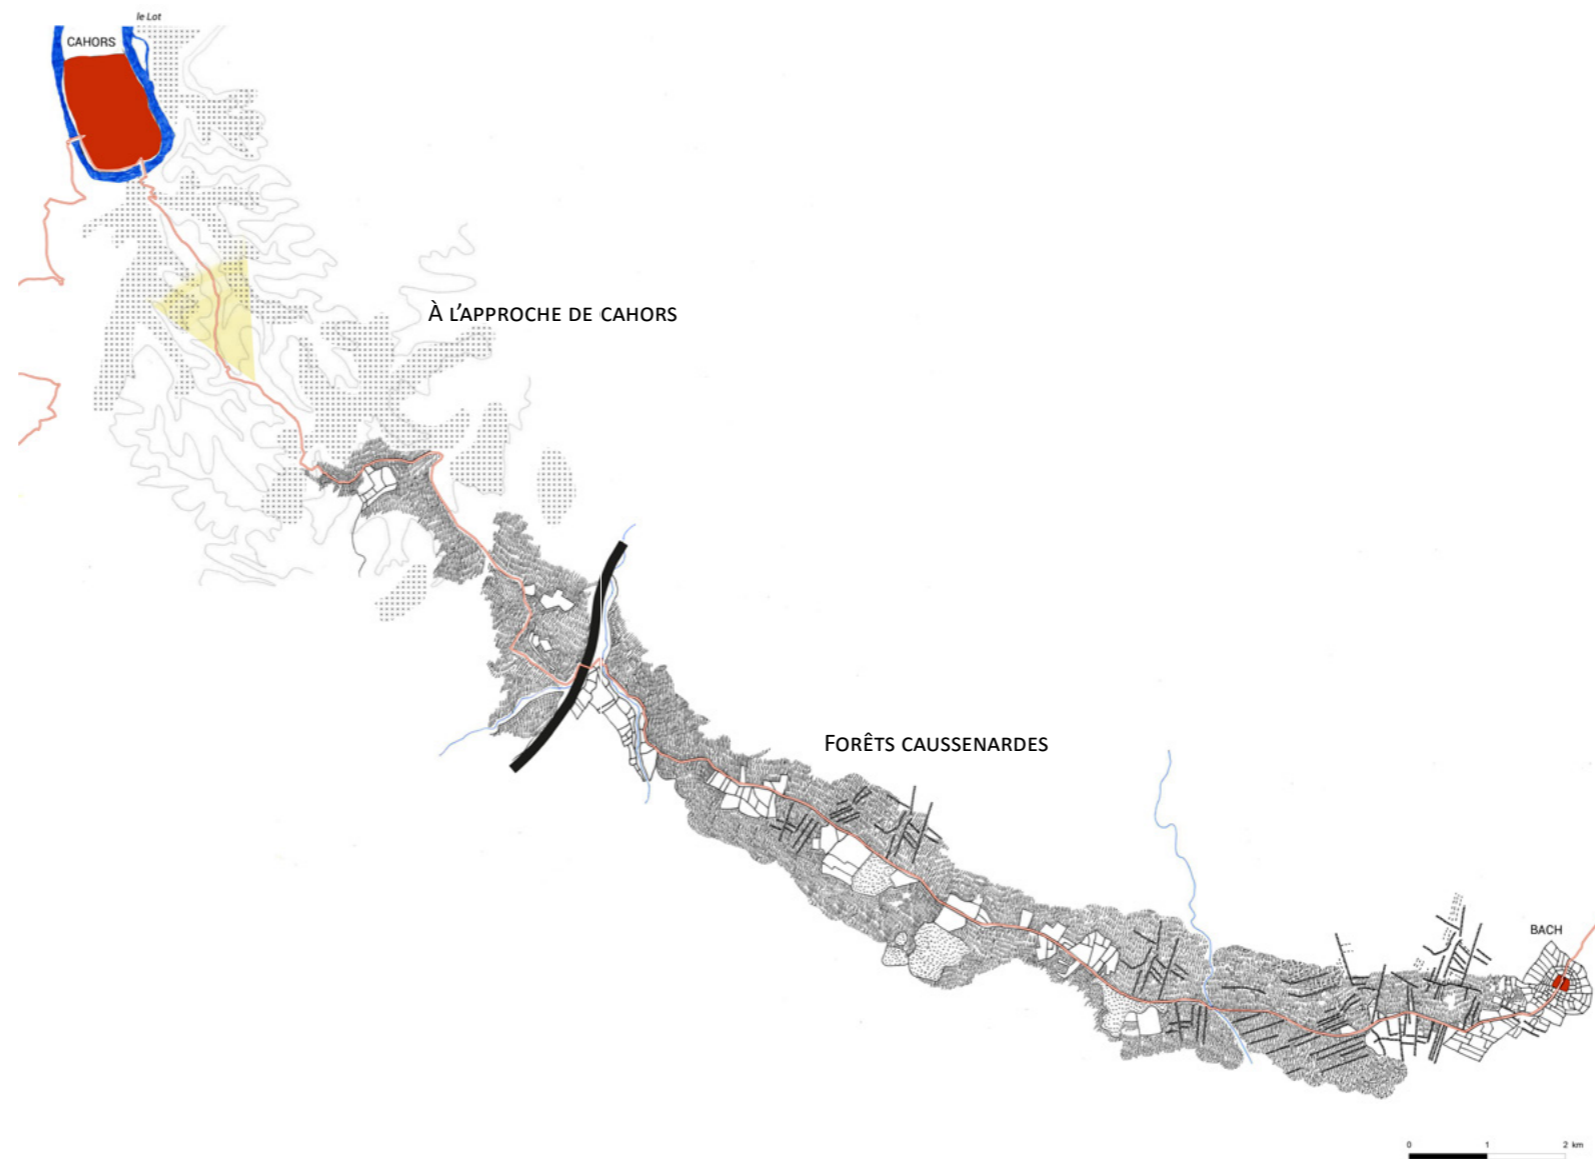 le Lot
CAHORS
À L'APPROCHE DE CAHORS
FORÊTS CAUSSENARDES
BACH
0 1 2 km